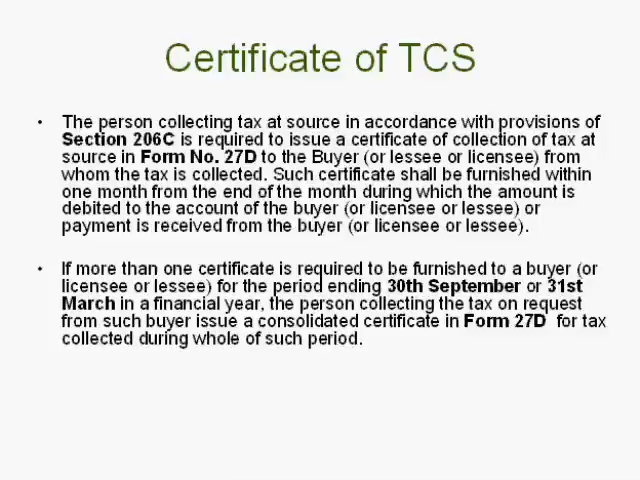 Certificate of TCS
• The person collecting tax at source in accordance with provisions of
Section 206C is required to issue a certificate of collection of tax at
source in Form No. 27D to the Buyer (or lessee or licensee) from
whom the tax is collected. Such certificate shall be furnished within
one month from the end of the month during which the amount is
debited to the account of the buyer (or licensee or lessee) or
payment is received from the buyer (or licensee or lessee).
• If more than one certificate is required to be furnished to a buyer (or
licensee or lessee) for the period ending 30th September or 31st
March in a financial year, the person collecting the tax on request
from such buyer issue a consolidated certificate in Form 27D for tax
collected during whole of such period.